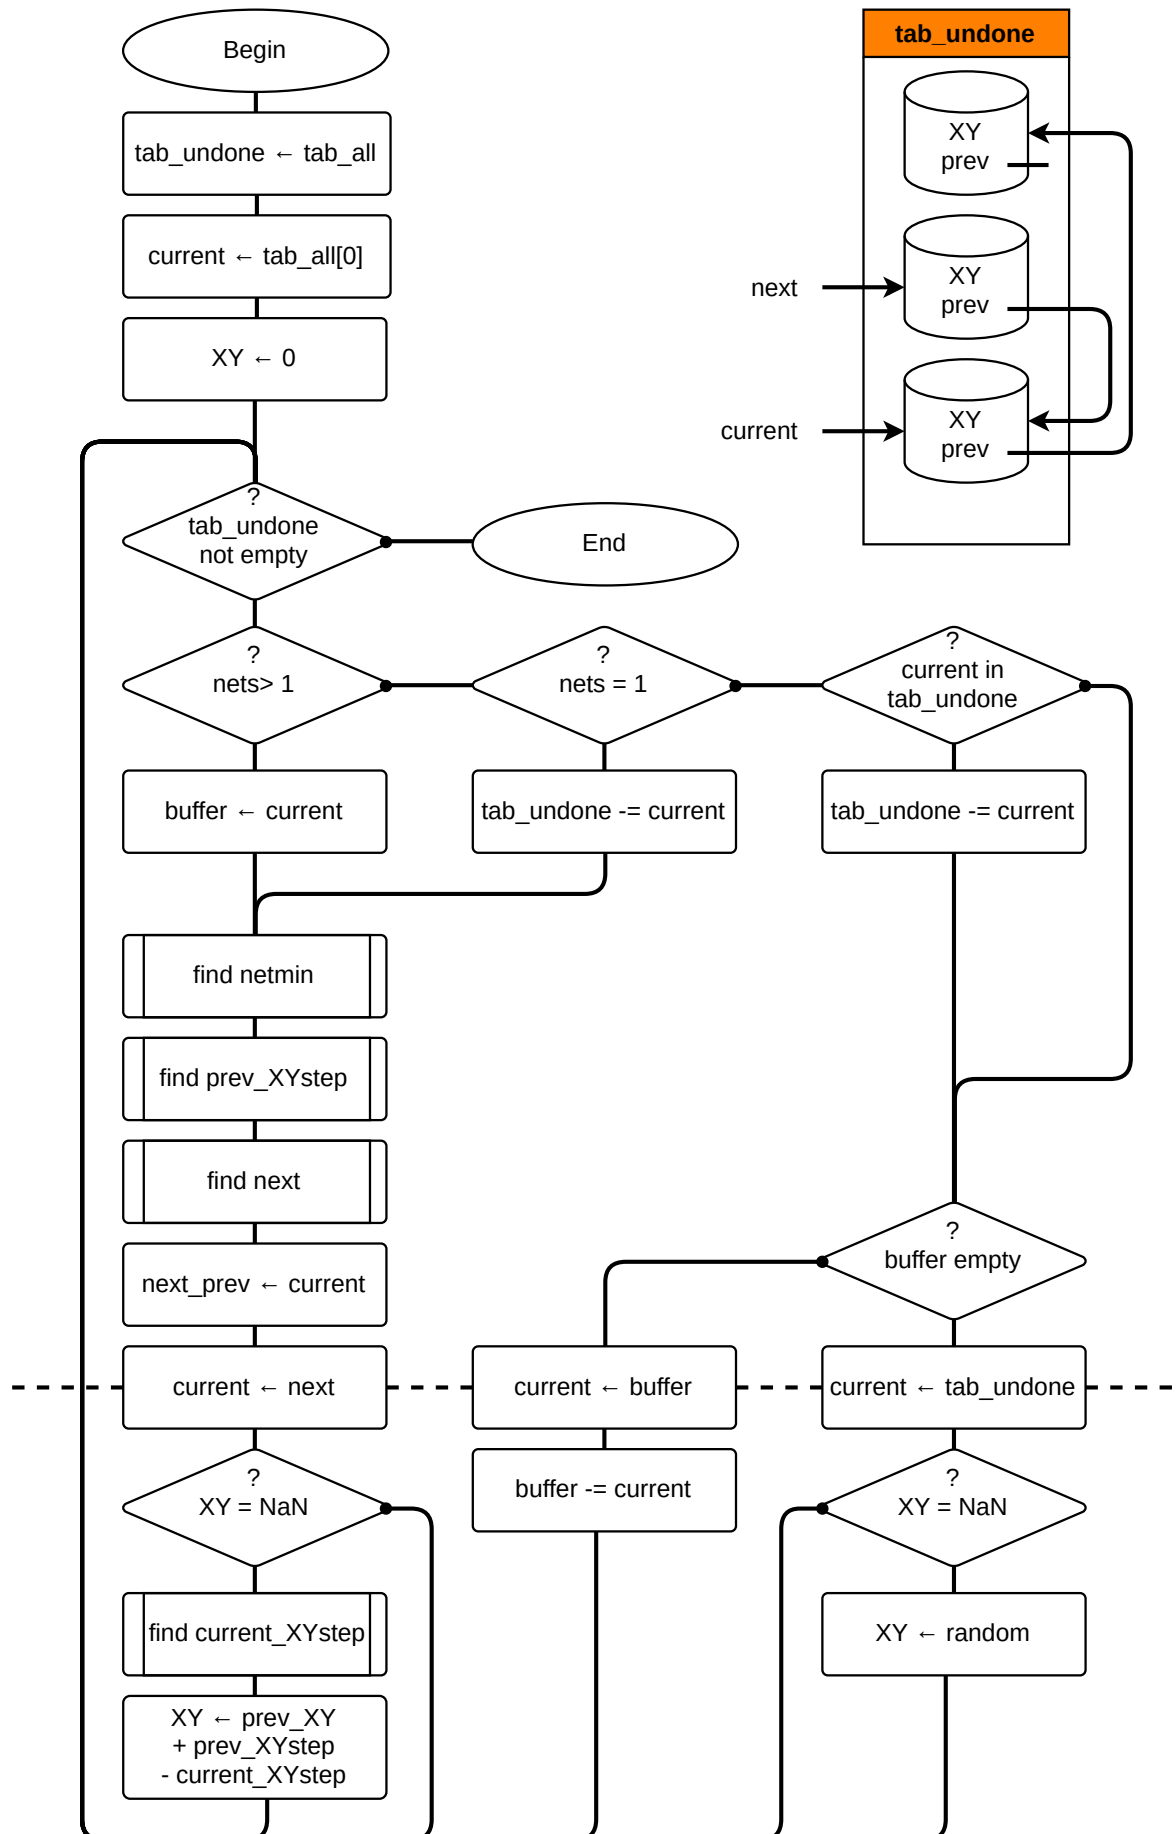 Begin
tab_undone ← tab_all
current ← tab_all[0]
XY ← 0
tab_undone
XY
prev
next
XY
prev
current
XY
prev
?
tab_undone
not empty
End
?
nets> 1
?
nets = 1
?
current in
tab_undone
buffer ← current
tab_undone -= current
tab_undone -= current
find netmin
find prev_XYstep
find next
?
buffer empty
next_prev ← current
current ← next
current ← buffer
current ← tab_undone
?
XY = NaN
buffer -= current
?
XY = NaN
find current_XYstep
XY ← random
XY ← prev_XY
+ prev_XYstep
- current_XYstep